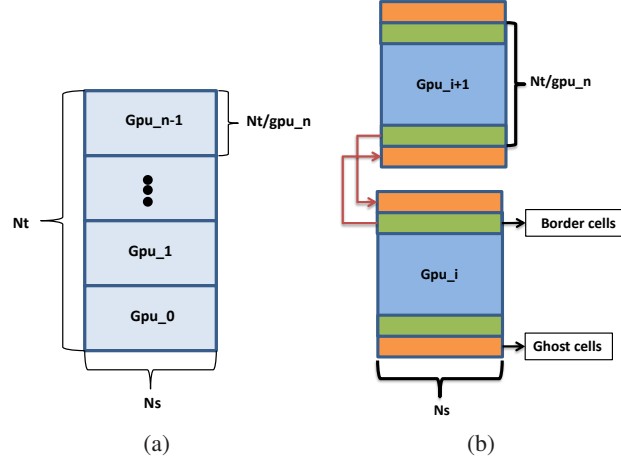 Gpu_n-1
Nt/gpu_n
Nt
Gpu_1
Gpu_0
Ns
(a)
Gpu_i+1
Nt/gpu_n
Border cells
Gpu_i
Ghost cells
Ns
(b)